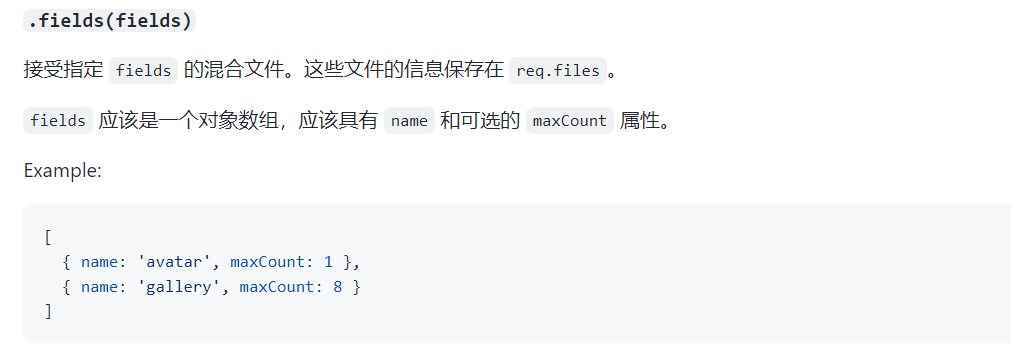 .fields(fields)
接受指定 fields 的混合文件。这些文件的信息保存在 req.files。
fields 应该是一个对象数组，应该具有 name 和可选的 maxCount 属性。
Example:
[
  { name: 'avatar', maxCount: 1 },
  { name: 'gallery', maxCount: 8 }
]